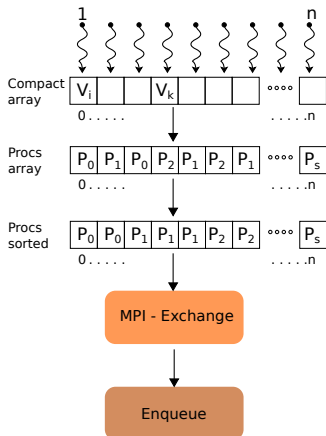 1 n
Compact array V_i V_k
0 . . . . . . . . . . n
Procs array P_0 P_1 P_0 P_2 P_1 P_2 P_1 P_s
0 . . . . . . . . . . n
Procs sorted P_0 P_0 P_1 P_1 P_1 P_2 P_2 P_s
0 . . . . . . . . . . n
MPI - Exchange
Enqueue